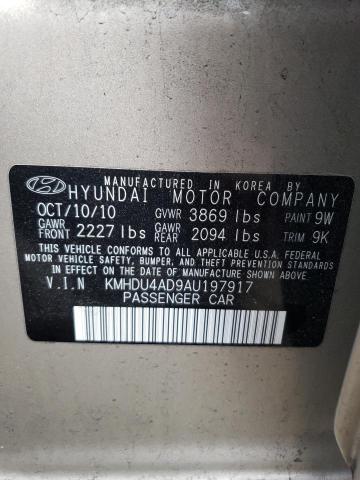 MANUFACTURED IN KOREA BY
HYUNDAI MOTOR COMPANY
OCT/10/10 GVWR 3869 lbs PAINT 9W
GAWR FRONT 2227 lbs GAWR REAR 2094 lbs TRIM 9K
THIS VEHICLE CONFORMS TO ALL APPLICABLE U.S.A. FEDERAL
MOTOR VEHICLE SAFETY, BUMPER, AND THEFT PREVENTION
STANDARDS IN EFFECT ON THE DATE OF MANUFACTURE SHOWN ABOVE.
V.I.N KMHDU4AD9AU197917
PASSENGER CAR